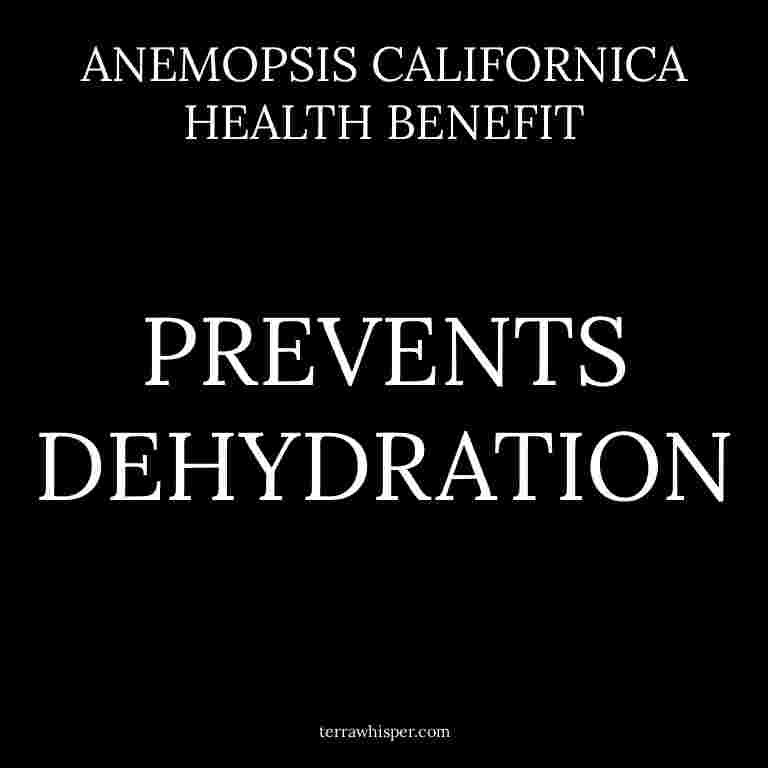 ANEMOPSIS CALIFORNICA
HEALTH BENEFIT
PREVENTS
DEHYDRATION
terrawhisper.com